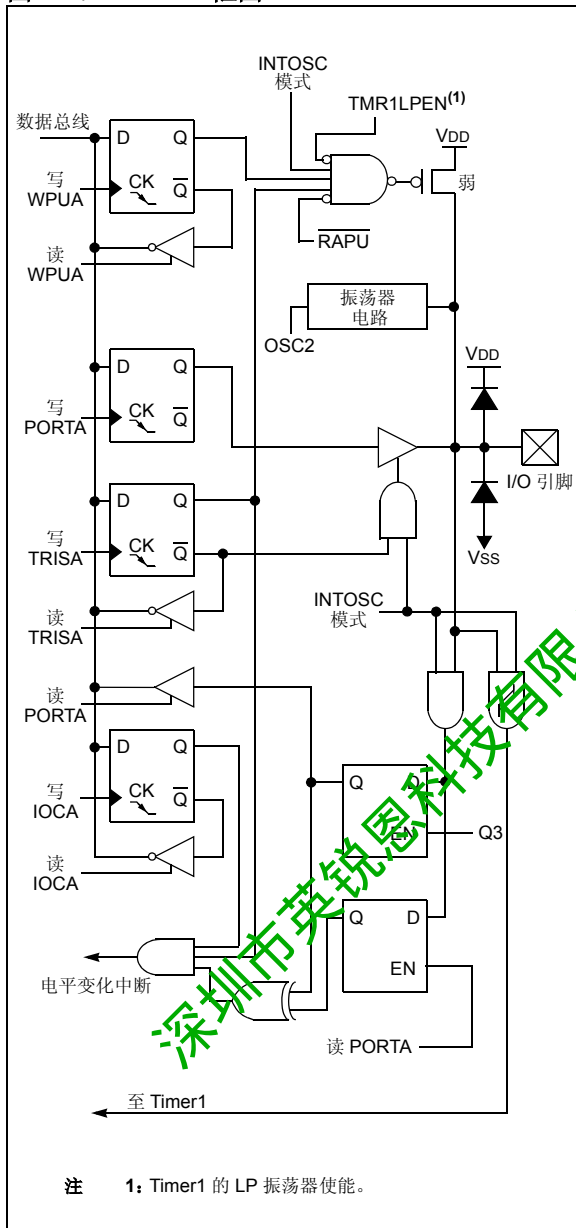 INTOSC
模式
TMR1LPEN(1)
数据总线
D Q
VDD
写
WPUA
CK Q
弱
读
WPUA
RAPU
振荡器
电路
OSC2
D Q
VDD
写
PORTA
CK Q
I/O 引脚
D Q
写
TRISA
CK Q
VSS
读
TRISA
INTOSC
模式
读
PORTA
D Q
Q D
写
IOCA
CK Q
EN
Q3
读
IOCA
Q D
EN
电平变化中断
读 PORTA
至 Timer1
深圳市英锐恩科技有限
注 1: Timer1 的 LP 振荡器使能。